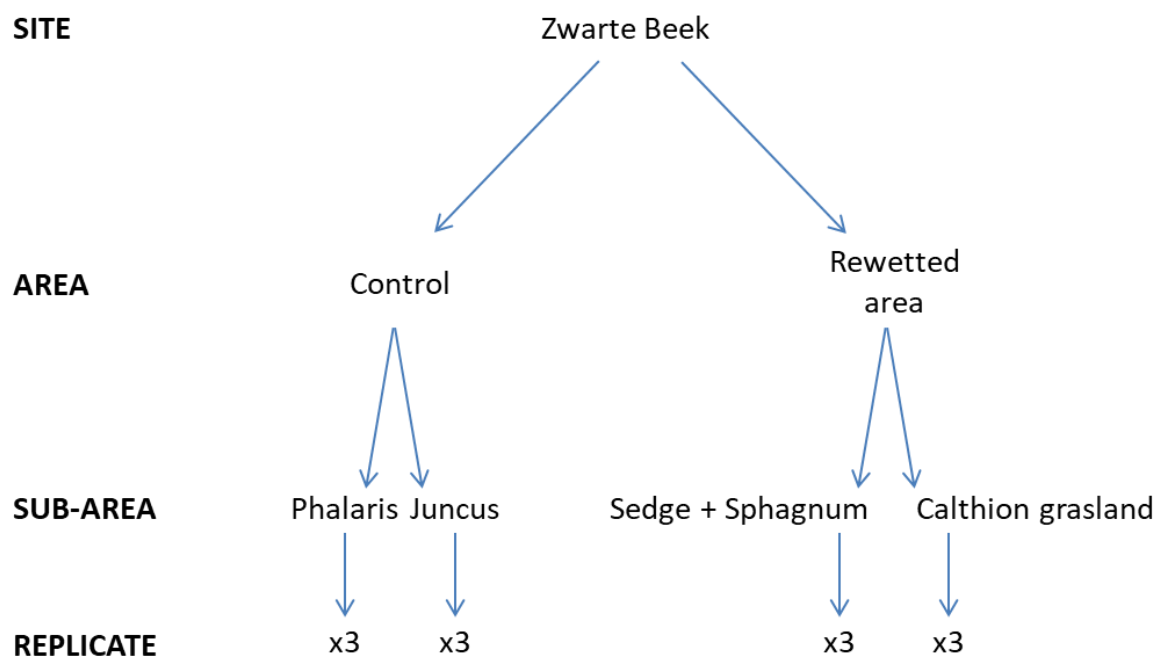 SITE Zwarte Beek
AREA Control Rewetted
area
SUB-AREA Phalaris Juncus Sedge + Sphagnum Calthion grasland
REPLICATE x3 x3 x3 x3